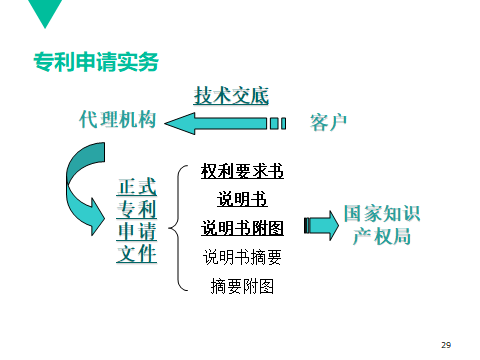 专利申请实务
技术交底
代理机构
客户
正式
专利
申请
文件
权利要求书
说明书
说明书附图
说明书摘要
摘要附图
国家知识
产权局
29